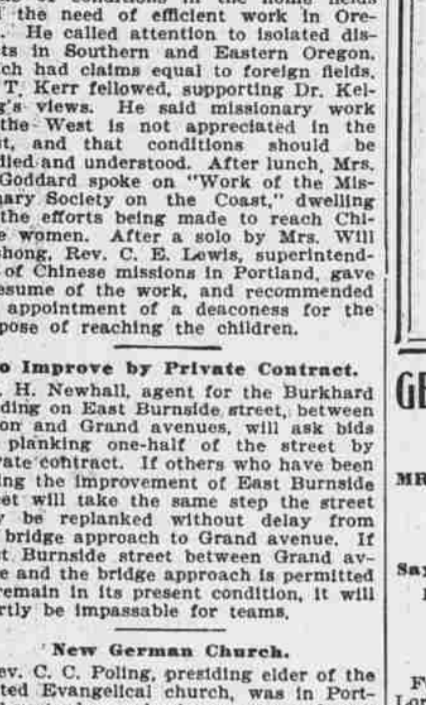 the need of efficient work in Ore-
He called attention to isolated dis-
ts in Southern and Eastern Oregon.
ch had claims equal to foreign fields.
T. Kerr fellowed, supporting Dr. Kel-
g's views. He said missionary work
the West is not appreciated in the
t, and that conditions should be
died and understood. After lunch, Mrs.
Goddard spoke on "Work of the Mis-
nary Society on the Coast," dwelling
the efforts being made to reach Chi-
e women. After a solo by Mrs. Will
shong, Rev. C. E. Lewis, superintend-
of Chinese missions in Portland, gave
esume of the work, and recommended
appointment of a deaconess for the
pose of reaching the children.
o Improve by Private Contract.
. H. Newhall, agent for the Burkhard
ding on East Burnside street, between
on and Grand avenues, will ask bids
planking one-half of the street by
vate contract. If others who have been
ng the improvement of East Burnside
et will take the same step the street
y be replanked without delay from
bridge approach to Grand avenue. If
t Burnside street between Grand av-
e and the bridge approach is permitted
remain in its present condition, it will
rtly be impassable for teams.
New German Church.
ev. C. C. Poling, presiding elder of the
ted Evangelical church, was in Port-
GE
MR
Sax
F
Lor